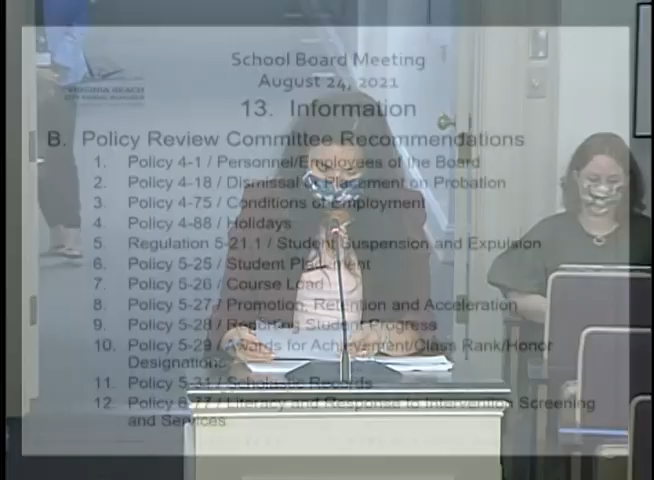 VIRGINIA BEACH
CITY PUBLIC SCHOOLS
School Board Meeting
August 24, 2021
13. Information
B. Policy Review Committee Recommendations
1. Policy 4-1 / Personnel/Employees of the Board
2. Policy 4-18 / Dismissal or Placement on Probation
3. Policy 4-75 / Conditions of Employment
4. Policy 4-88 / Holidays
5. Regulation 5-21.1 / Student Suspension and Expulsion
6. Policy 5-25 / Student Placement
7. Policy 5-26 / Course Load
8. Policy 5-27 / Promotion, Retention and Acceleration
9. Policy 5-28 / Reporting Student Progress
10. Policy 5-29 / Awards for Achievement/Class Rank/Honor
Designations
11. Policy 5-31 / Scholastic Records
12. Policy 6-77 / Literacy and Response to Intervention Screening
and Services